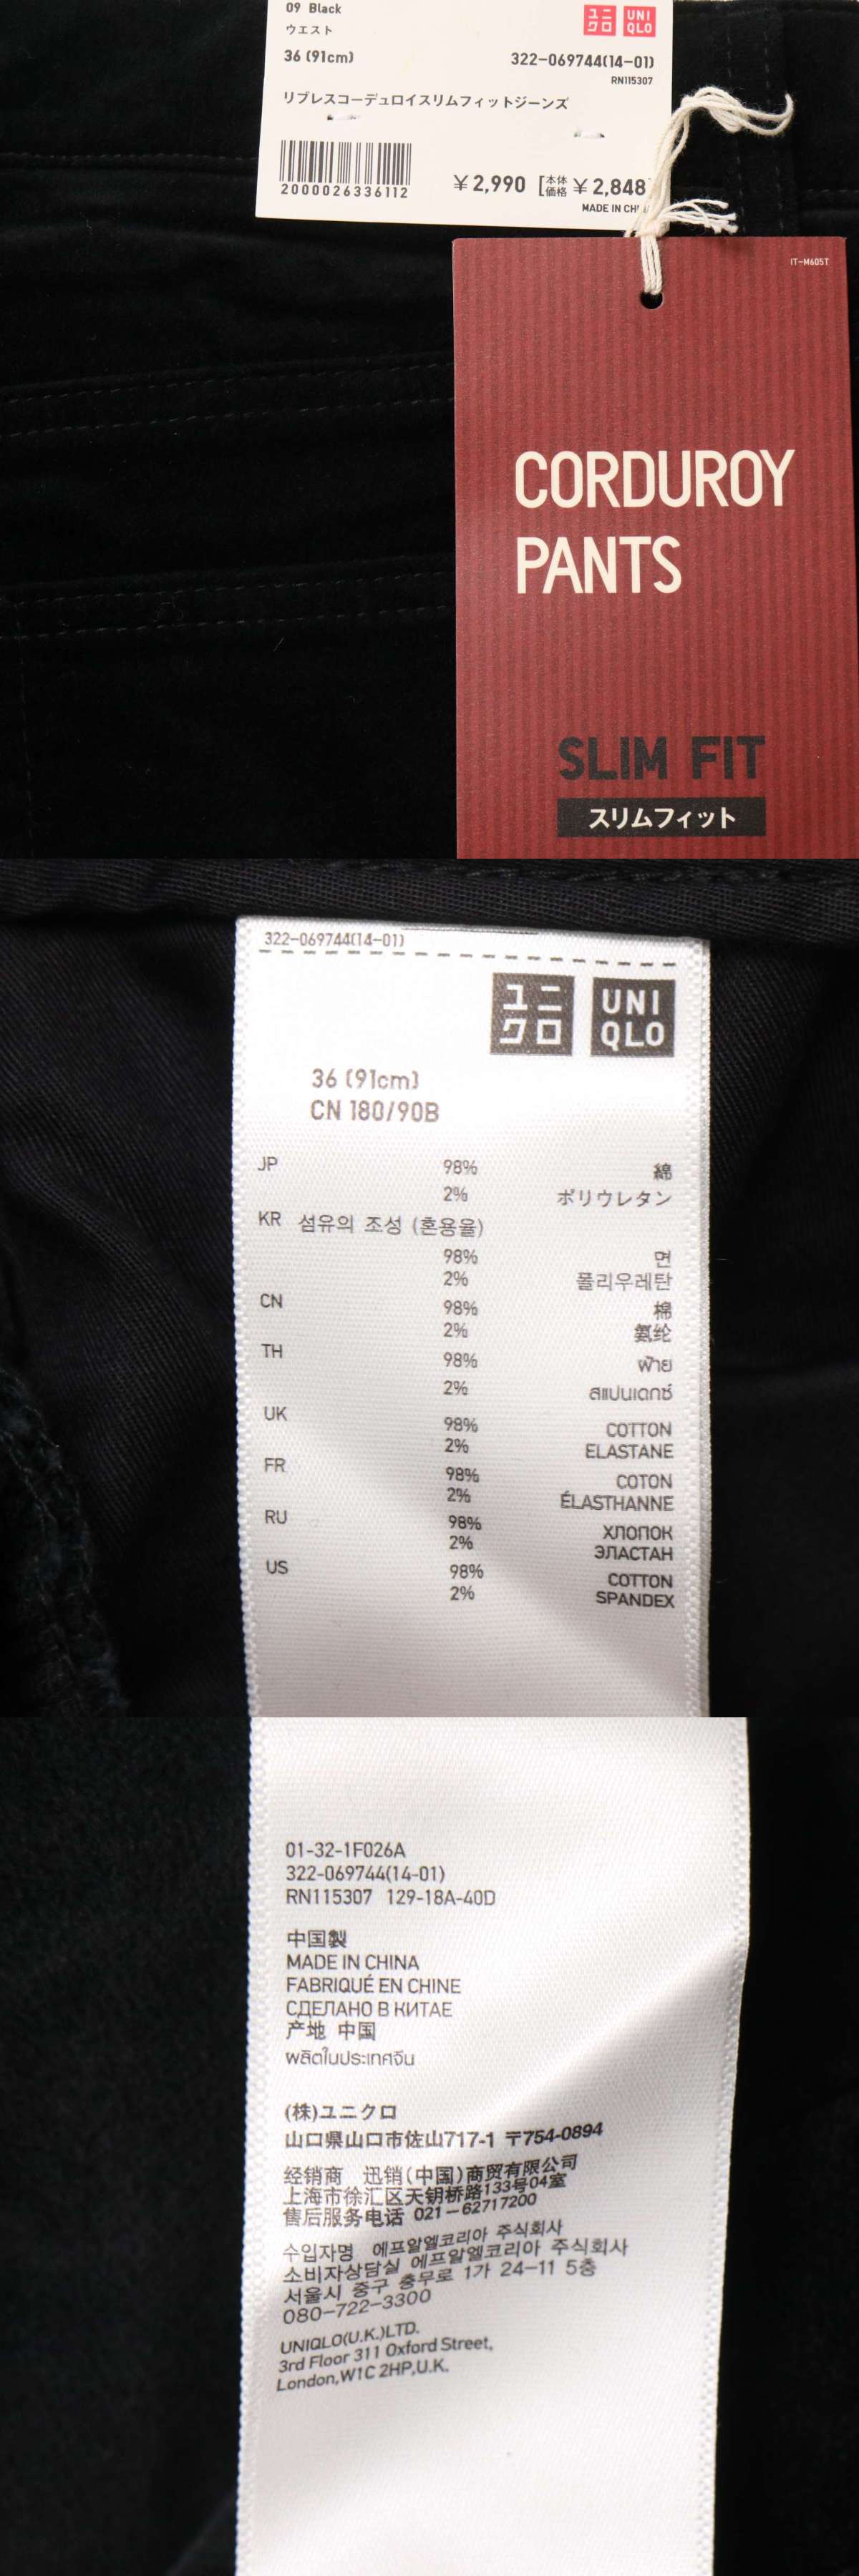 09 Black
ユニクロ UNIQLO
ウエスト
36 (91cm)
322-069744(14-01)
RN115307
リブレスコーデュロイスリムフィットジーンズ
2000026336112
¥2,990 [本体価格 ¥2,848
MADE IN
IT-M605T
CORDUROY
PANTS
SLIM FIT
スリムフィット
322-069744(14-01)
ユニクロ UNIQLO
36 (91cm)
CN 180/90B
JP 98% 綿
2% ポリウレタン
KR 섬유의 조성 (혼용율)
98% 면
2% 폴리우레탄
CN 98% 棉
2% 氨纶
TH 98% ฝ้าย
2% สแปนเดกซ์
UK 98% COTTON
2% ELASTANE
FR 98% COTON
2% ÉLASTHANNE
RU 98% ХЛОПОК
2% ЭЛАСТАН
US 98% COTTON
2% SPANDEX
01-32-1F026A
322-069744(14-01)
RN115307 129-18A-40D
中国製
MADE IN CHINA
FABRIQUÉ EN CHINE
СДЕЛАНО В КИТАЕ
产地 中国
ผลิตในประเทศจีน
(株)ユニクロ
山口県山口市佐山717-1 〒754-0894
经销商 迅销(中国)商贸有限公司
上海市徐汇区天钥桥路133号04室
售后服务电话 021-62717200
수입자명 에프알엘코리아 주식회사
소비자상담실 에프알엘코리아 주식회사
서울시 중구 충무로 1가 24-11 5층
080-722-3300
UNIQLO(U.K.)LTD.
3rd Floor 311 Oxford Street,
London,W1C 2HP,U.K.